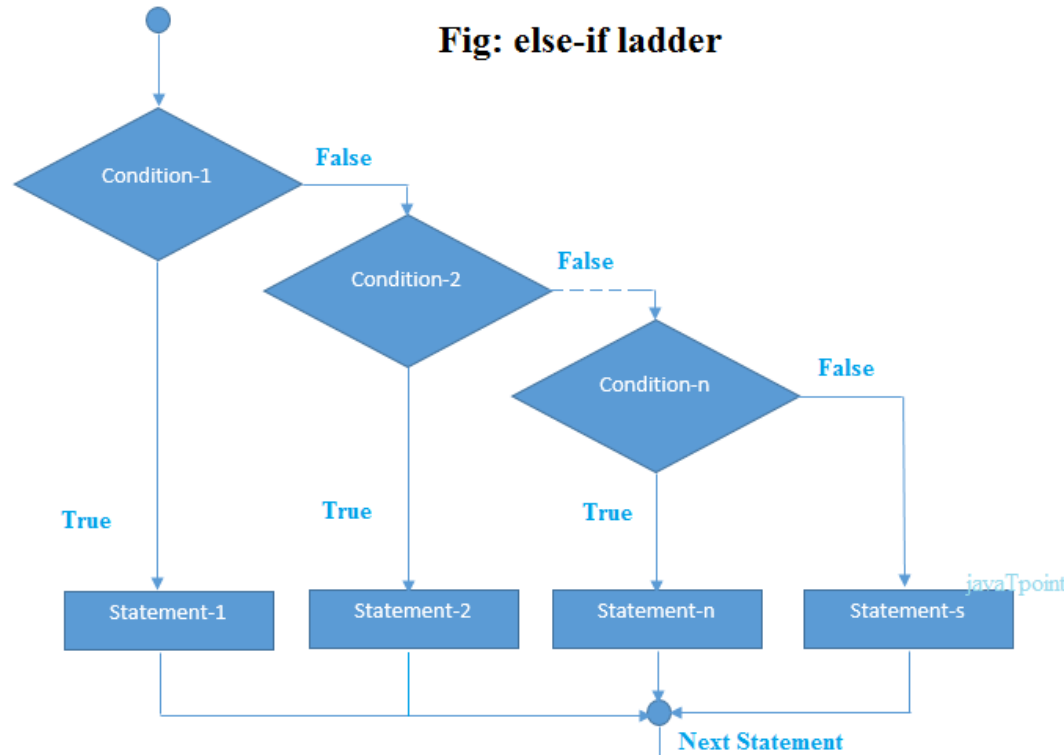 Fig: else-if ladder
Condition-1
False
Condition-2
False
Condition-n
False
True
True
True
Statement-1
Statement-2
Statement-n
Statement-s
javaTpoint
Next Statement